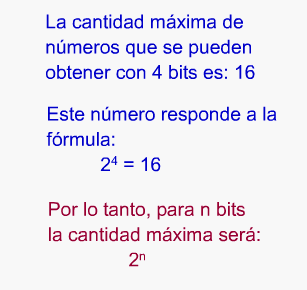 La cantidad máxima de
números que se pueden
obtener con 4 bits es: 16
Este número responde a la
fórmula:
2⁴ = 16
Por lo tanto, para n bits
la cantidad máxima será:
2ⁿ